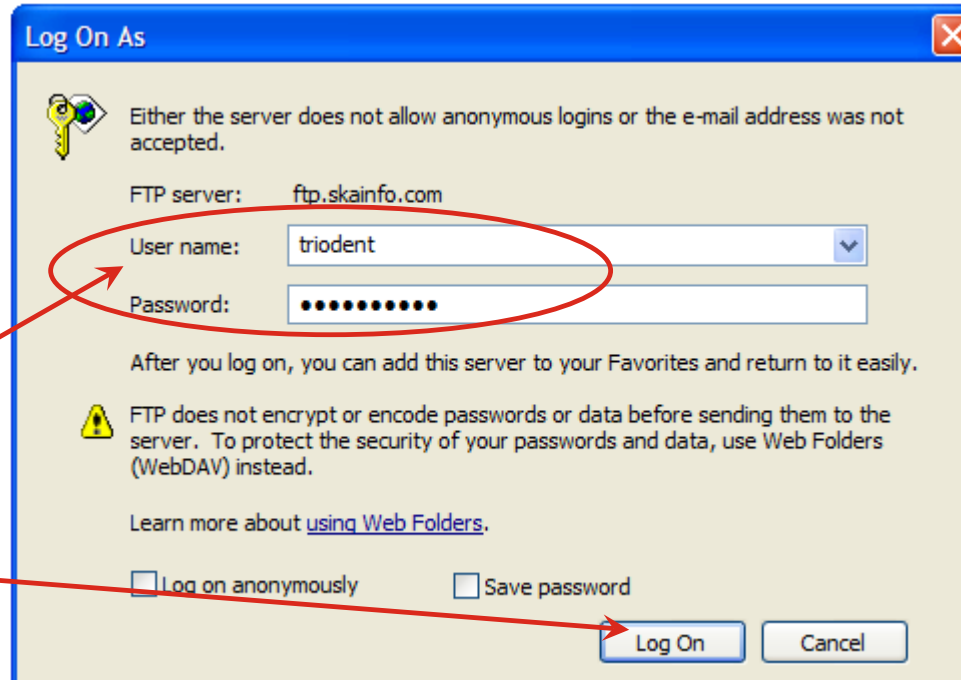 Log On As
Either the server does not allow anonymous logins or the e-mail address was not
accepted.
FTP server: ftp.skainfo.com
User name: triodent
Password: ••••••••••
After you log on, you can add this server to your Favorites and return to it easily.
FTP does not encrypt or encode passwords or data before sending them to the
server. To protect the security of your passwords and data, use Web Folders
(WebDAV) instead.
Learn more about using Web Folders.
Log on anonymously Save password
Log On Cancel